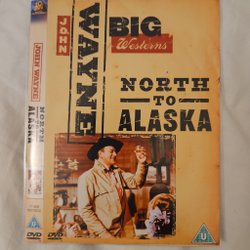 JOHN WAYNE
NORTH
TO
ALASKA
DVD
JOHN
WAYNE
BIG
Westerns
NORTH
TO
ALASKA
DVD
U